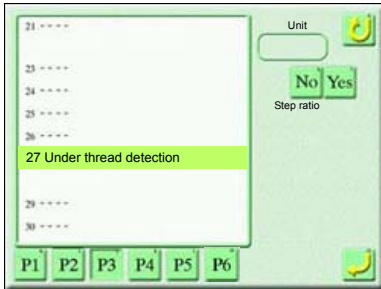 21 ----
Unit
23 ----
24 ----
No Yes
25 ----
Step ratio
26 ----
27 Under thread detection
29 ----
30 ----
P1 P2 P3 P4 P5 P6